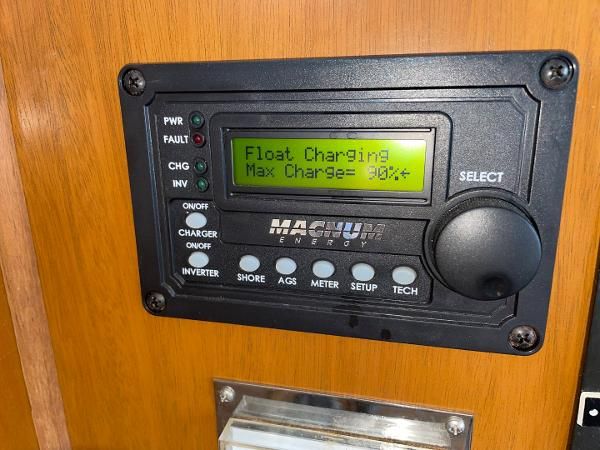 PWR
FAULT
CHG
INV
Float Charging
Max Charge= 90%←
SELECT
ON/OFF
CHARGER
ON/OFF
INVERTER
MAGNUM
ENERGY
SHORE
AGS
METER
SETUP
TECH